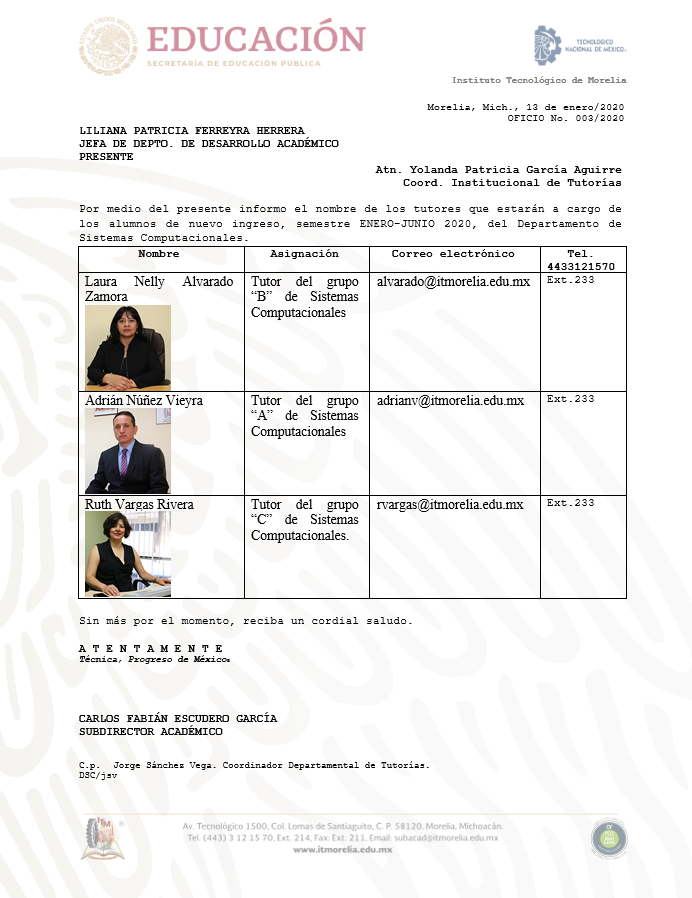 EDUCACIÓN
SECRETARÍA DE EDUCACIÓN PÚBLICA
TECNOLÓGICO
NACIONAL DE MÉXICO
Instituto Tecnológico de Morelia
Morelia, Mich., 13 de enero/2020
OFICIO No. 003/2020
LILIANA PATRICIA FERREYRA HERRERA
JEFA DE DEPTO. DE DESARROLLO ACADÉMICO
PRESENTE
Atn. Yolanda Patricia García Aguirre
Coord. Institucional de Tutorías
Por medio del presente informo el nombre de los tutores que estarán a cargo de
los alumnos de nuevo ingreso, semestre ENERO-JUNIO 2020, del Departamento de
Sistemas Computacionales.
Nombre Asignación Correo electrónico Tel.
4433121570
Laura Nelly Alvarado
Zamora
Tutor del grupo
“B” de Sistemas
Computacionales
alvarado@itmorelia.edu.mx
Ext.233
Adrián Núñez Vieyra
Tutor del grupo
“A” de Sistemas
Computacionales
adrianv@itmorelia.edu.mx
Ext.233
Ruth Vargas Rivera
Tutor del grupo
“C” de Sistemas
Computacionales.
rvargas@itmorelia.edu.mx
Ext.233
Sin más por el momento, reciba un cordial saludo.
A T E N T A M E N T E
Técnica, Progreso de México.
CARLOS FABIÁN ESCUDERO GARCÍA
SUBDIRECTOR ACADÉMICO
C.p. Jorge Sánchez Vega. Coordinador Departamental de Tutorías.
DSC/jsv
Av. Tecnológico 1500, Col. Lomas de Santiaguito, C. P. 58120, Morelia, Michoacán.
Tel. (443) 3 12 15 70, Ext. 214, Fax: Ext. 211, Email: subacad@itmorelia.edu.mx
www.itmorelia.edu.mx